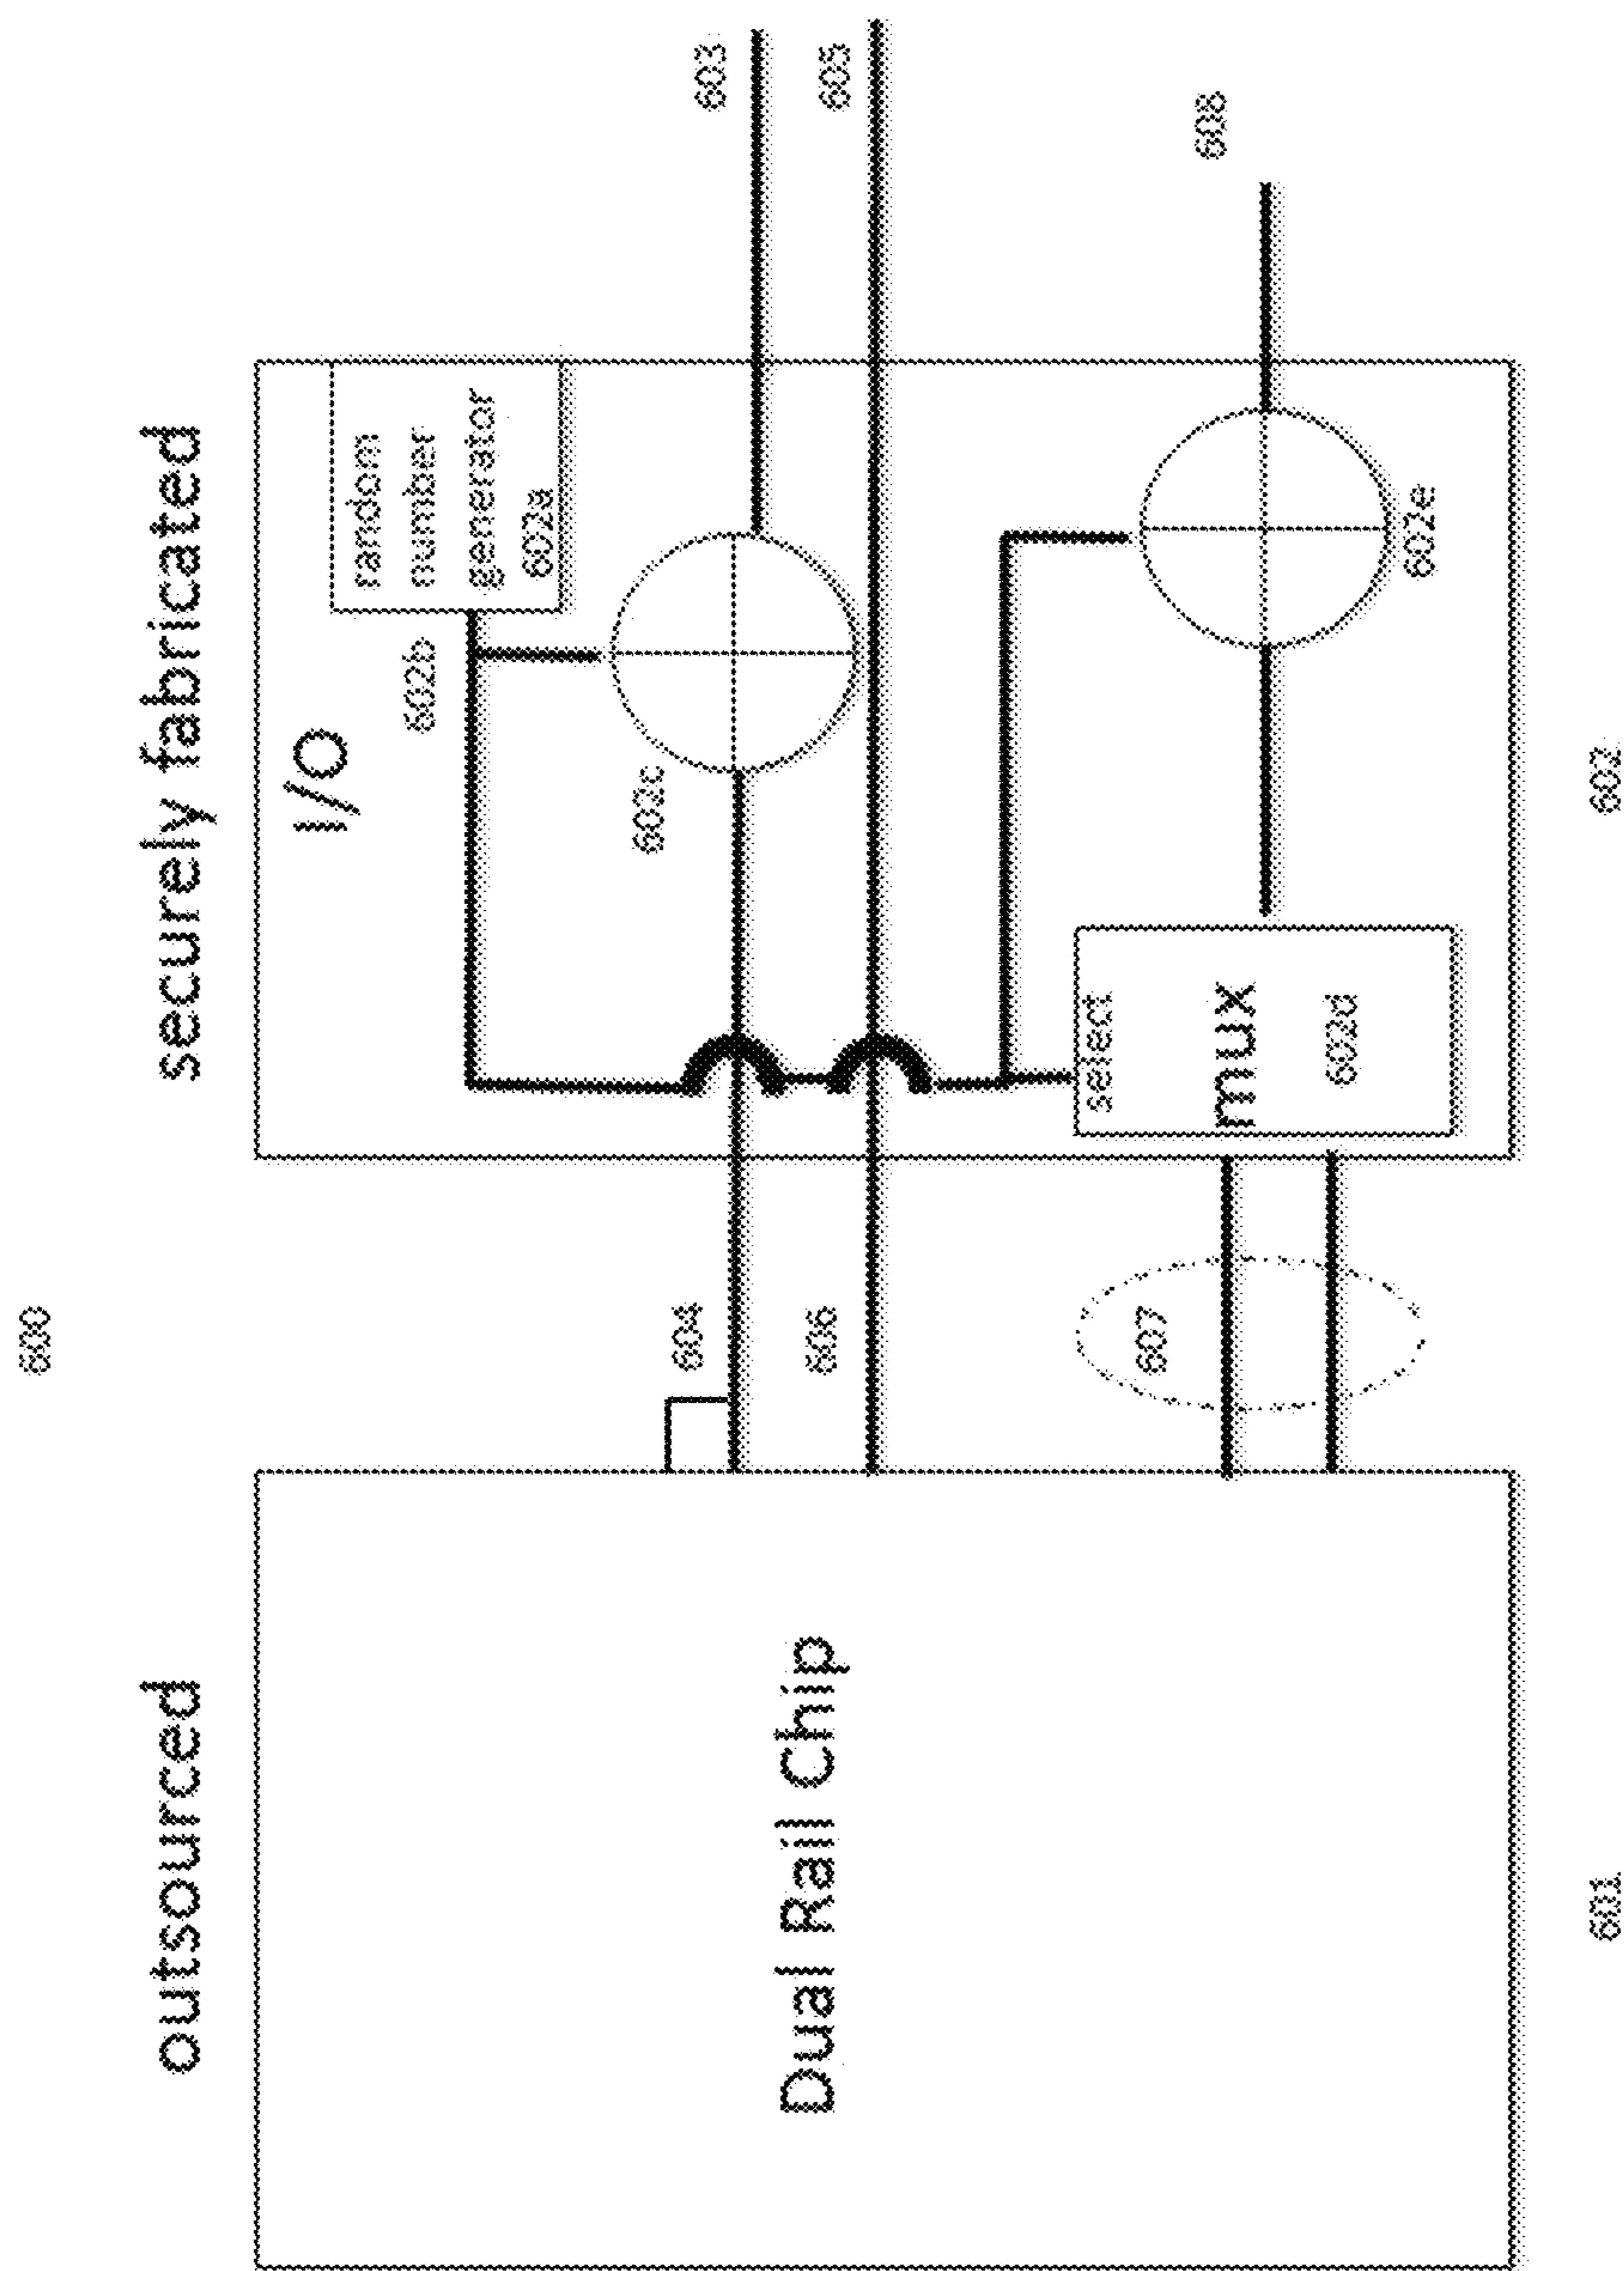 600
outsourced
securely fabricated
Dual Rail Chip
604
606
607
I/O
602b
random
number
generator
602a
602c
select
mux
602d
602e
603
605
608
601
602